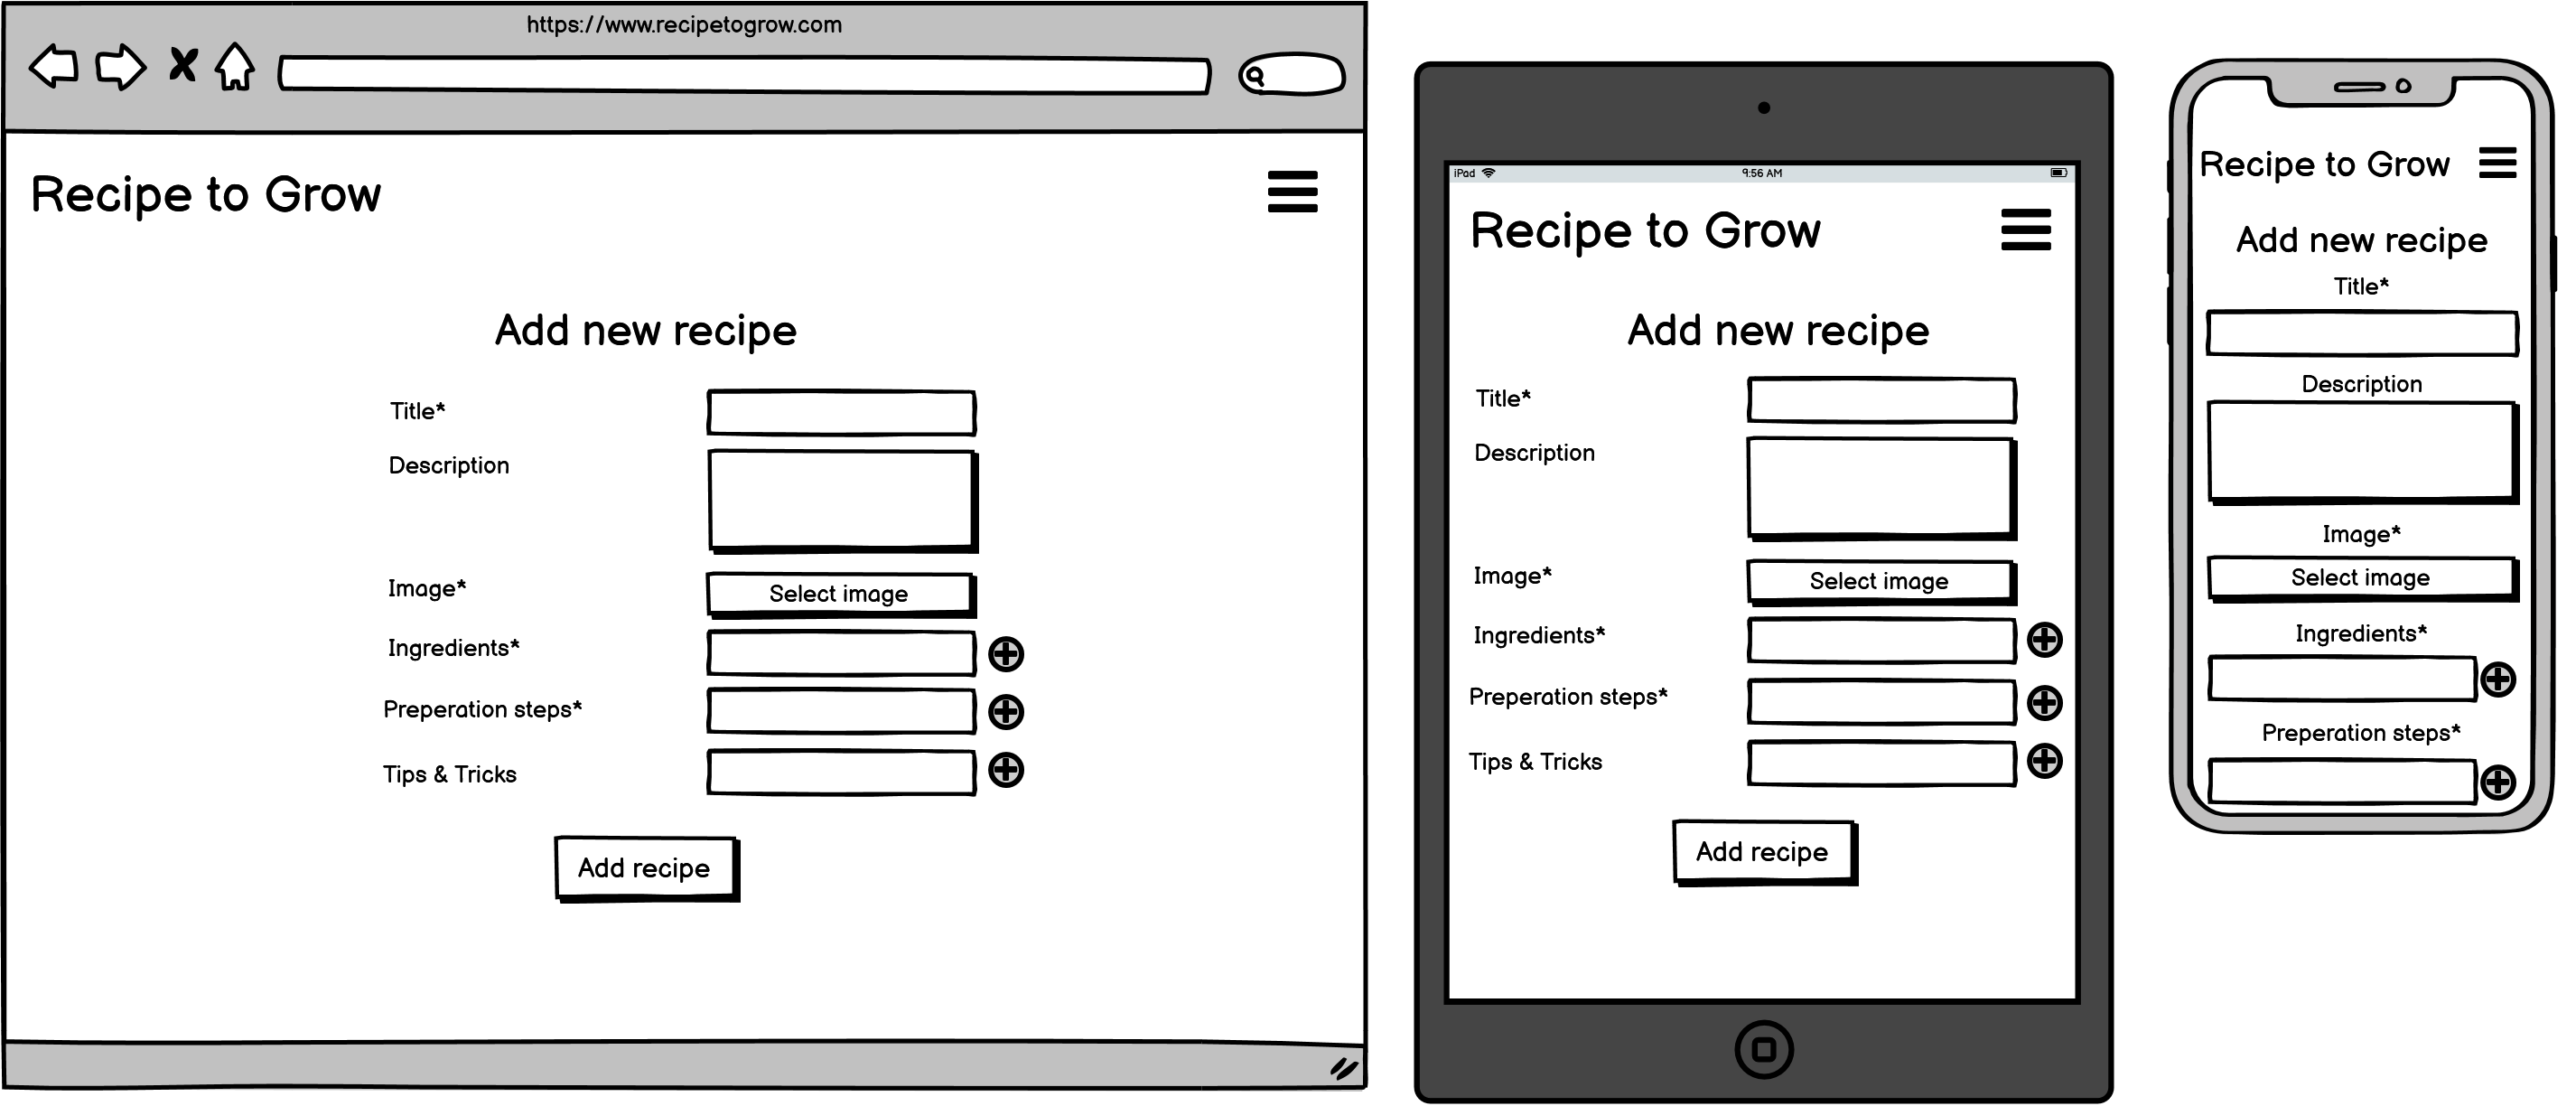 https://www.recipetogrow.com
Recipe to Grow
Add new recipe
Title*
Description
Image*
Select image
Ingredients*
Preperation steps*
Tips & Tricks
Add recipe
iPad
9:56 AM
Recipe to Grow
Add new recipe
Title*
Description
Image*
Select image
Ingredients*
Preperation steps*
Tips & Tricks
Add recipe
Recipe to Grow
Add new recipe
Title*
Description
Image*
Select image
Ingredients*
Preperation steps*